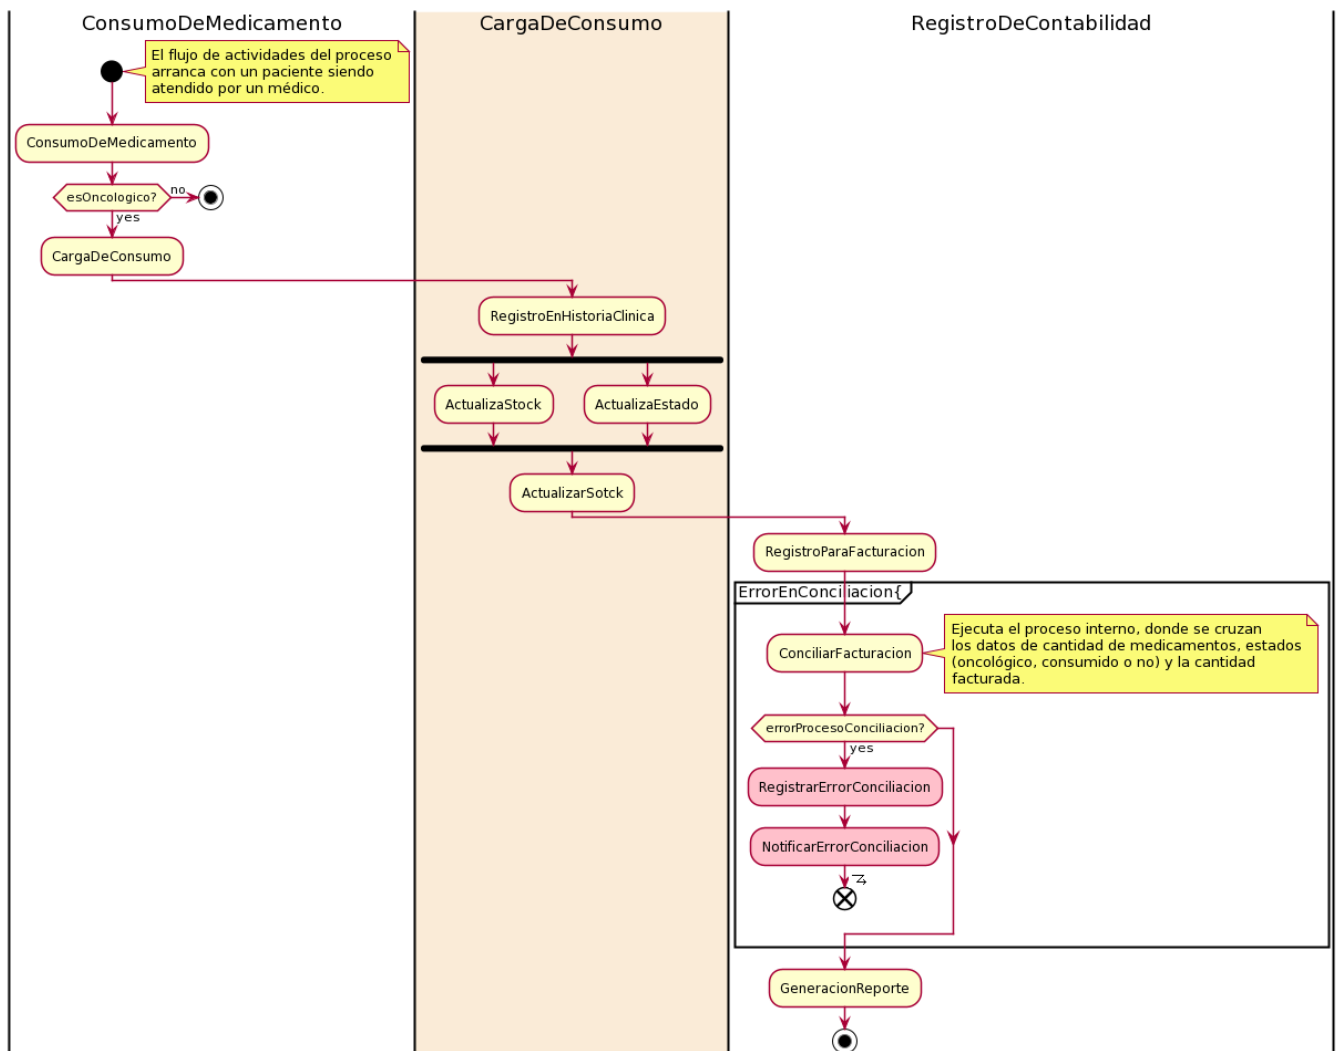 ConsumoDeMedicamento
CargaDeConsumo
RegistroDeContabilidad
El flujo de actividades del proceso
arranca con un paciente siendo
atendido por un médico.
ConsumoDeMedicamento
esOncologico?
no
yes
CargaDeConsumo
RegistroEnHistoriaClinica
ActualizaStock
ActualizaEstado
ActualizarSotck
RegistroParaFacturacion
ErrorEnConciliacion{
ConciliarFacturacion
Ejecuta el proceso interno, donde se cruzan
los datos de cantidad de medicamentos, estados
(oncológico, consumido o no) y la cantidad
facturada.
errorProcesoConciliacion?
yes
RegistrarErrorConciliacion
NotificarErrorConciliacion
GeneracionReporte